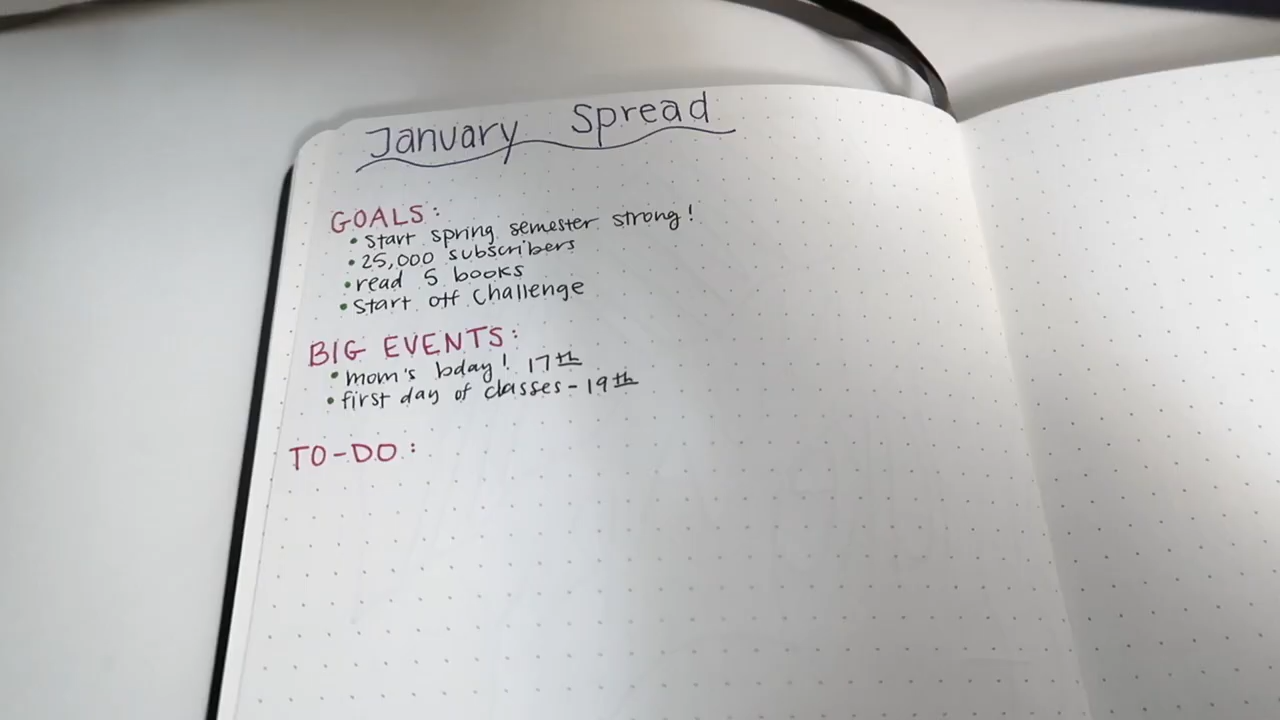 January Spread
GOALS:
• start spring semester strong!
• 25,000 subscribers
• read 5 books
• start off challenge
BIG EVENTS:
• mom's bday! 17th
• first day of classes - 19th
TO-DO: